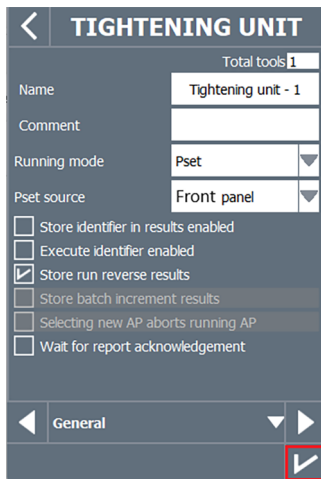 TIGHTENING UNIT
Total tools 1
Name Tightening unit - 1
Comment
Running mode Pset
Pset source Front panel
Store identifier in results enabled
Execute identifier enabled
Store run reverse results
Store batch increment results
Selecting new AP aborts running AP
Wait for report acknowledgement
General